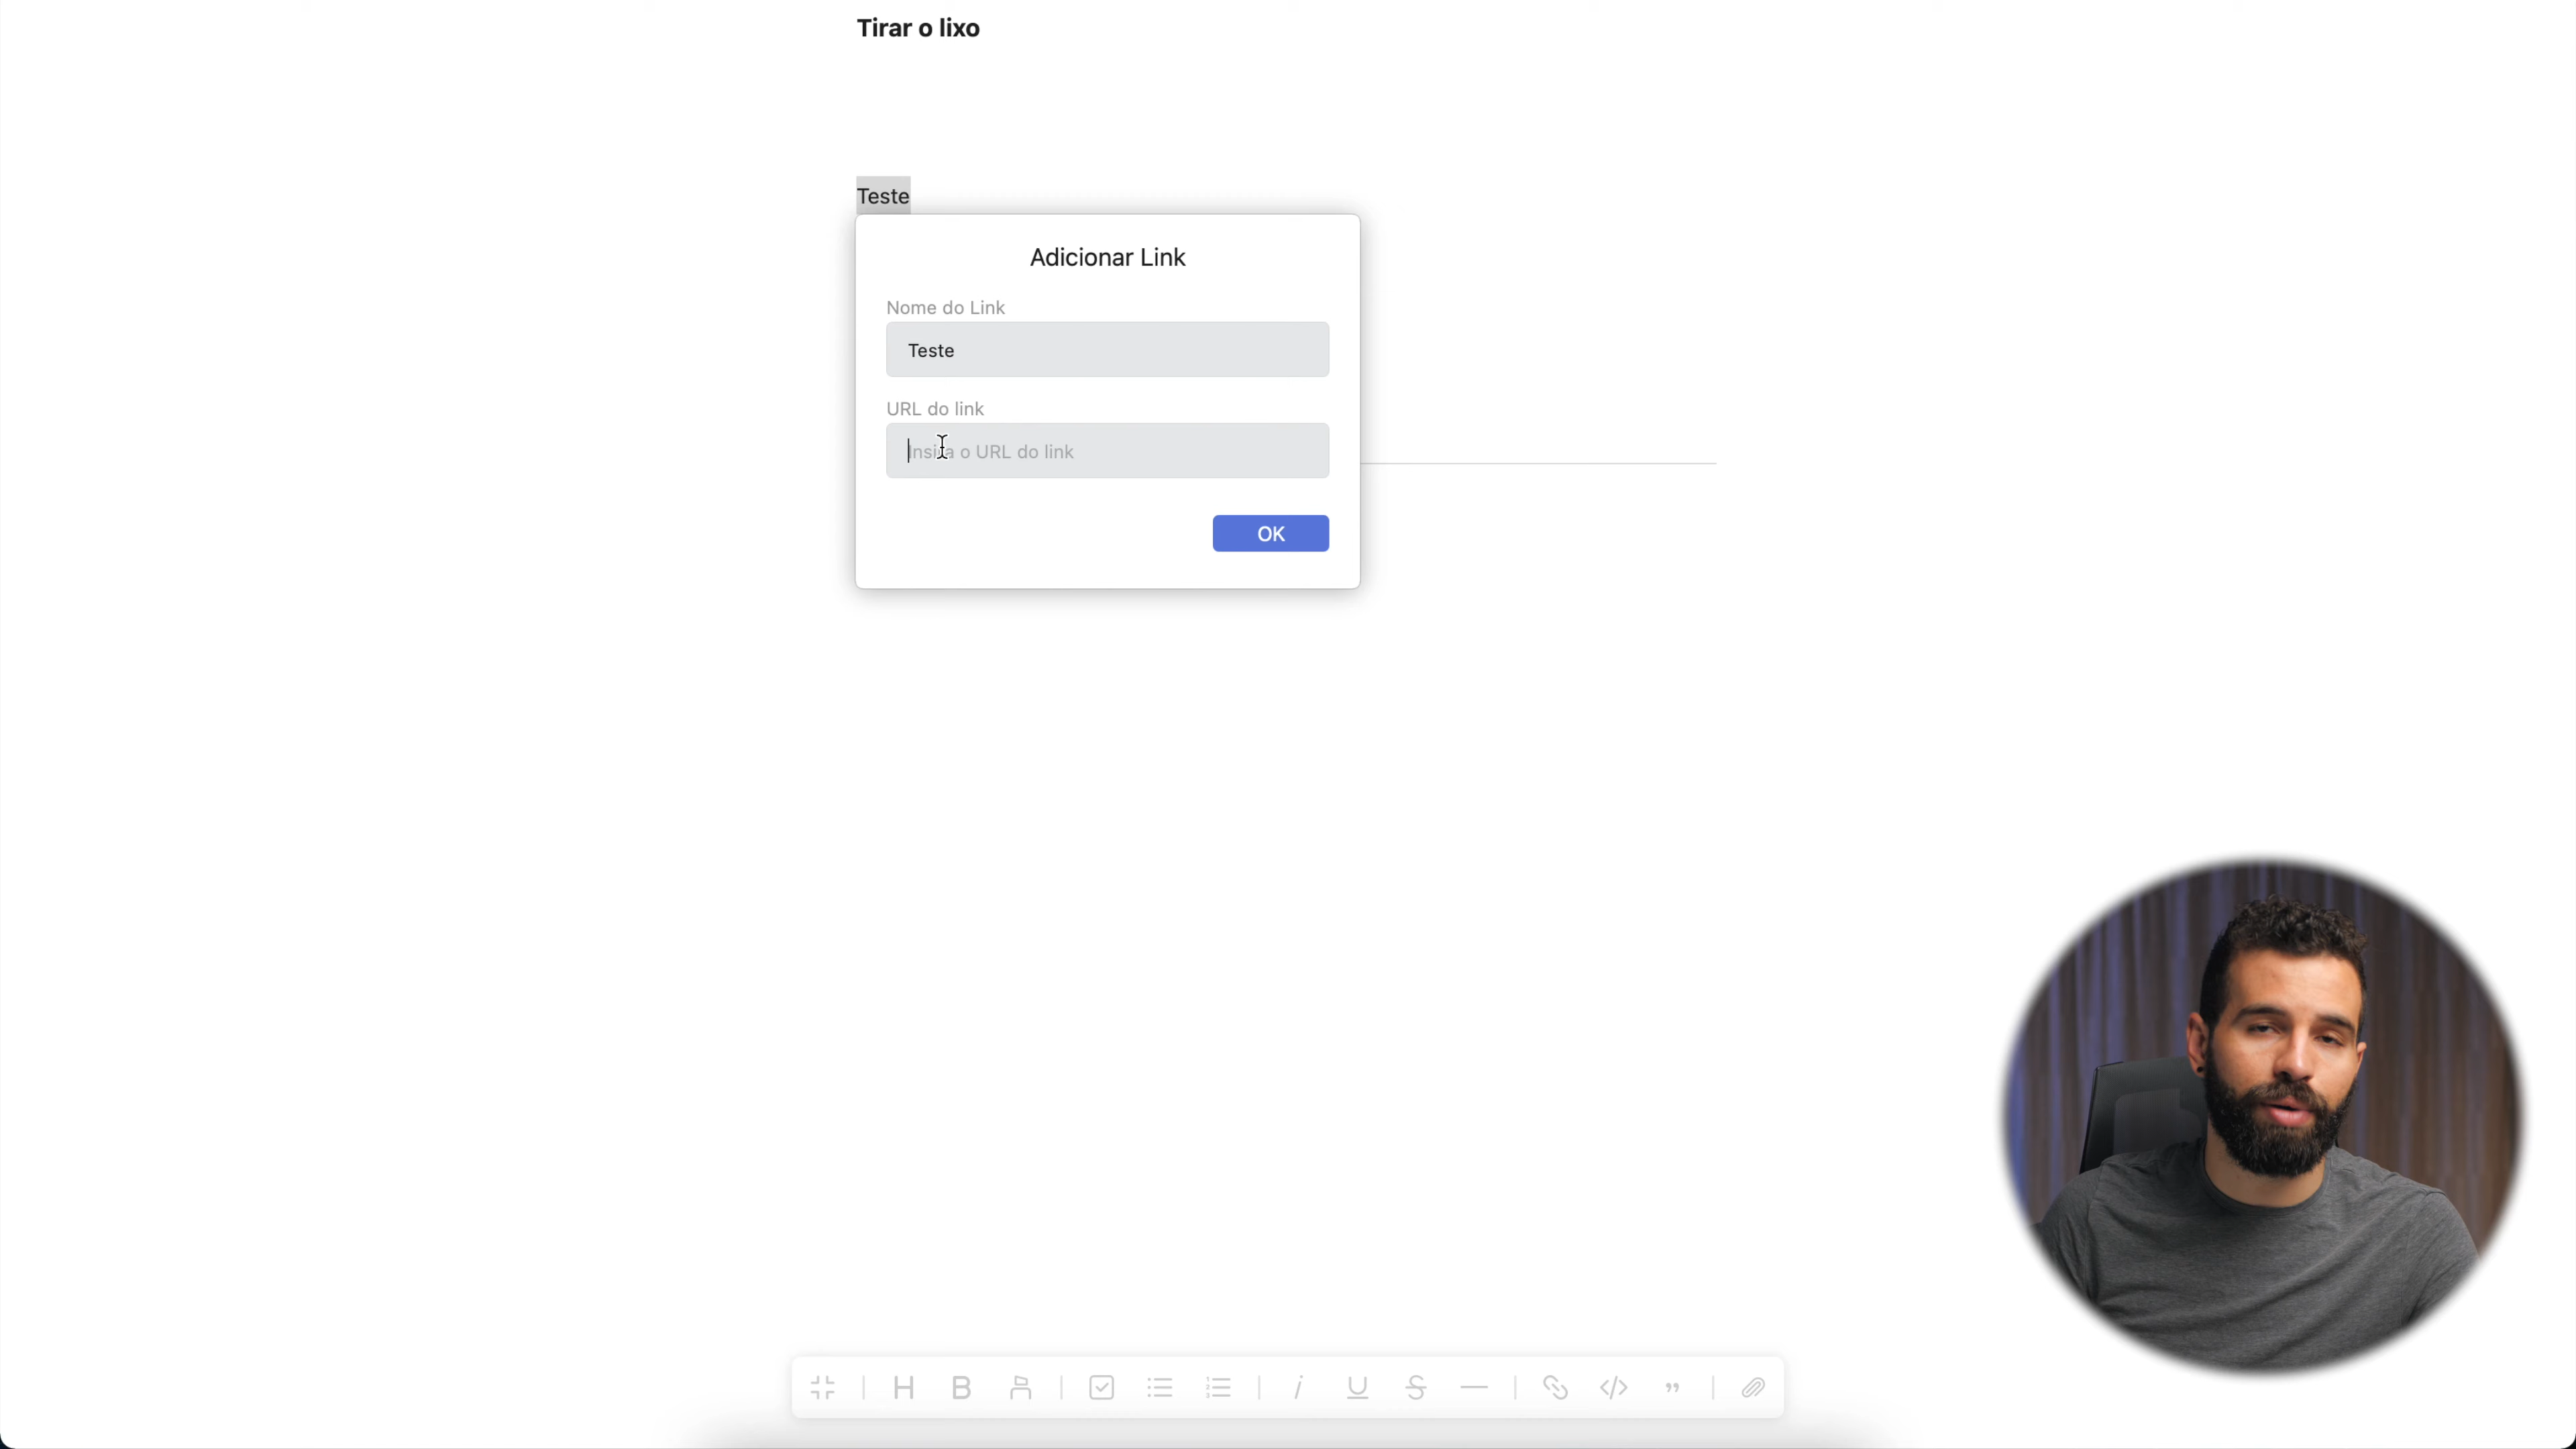 Tirar o lixo
Teste
Adicionar Link
Nome do Link
Teste
URL do link
Insira o URL do link
OK